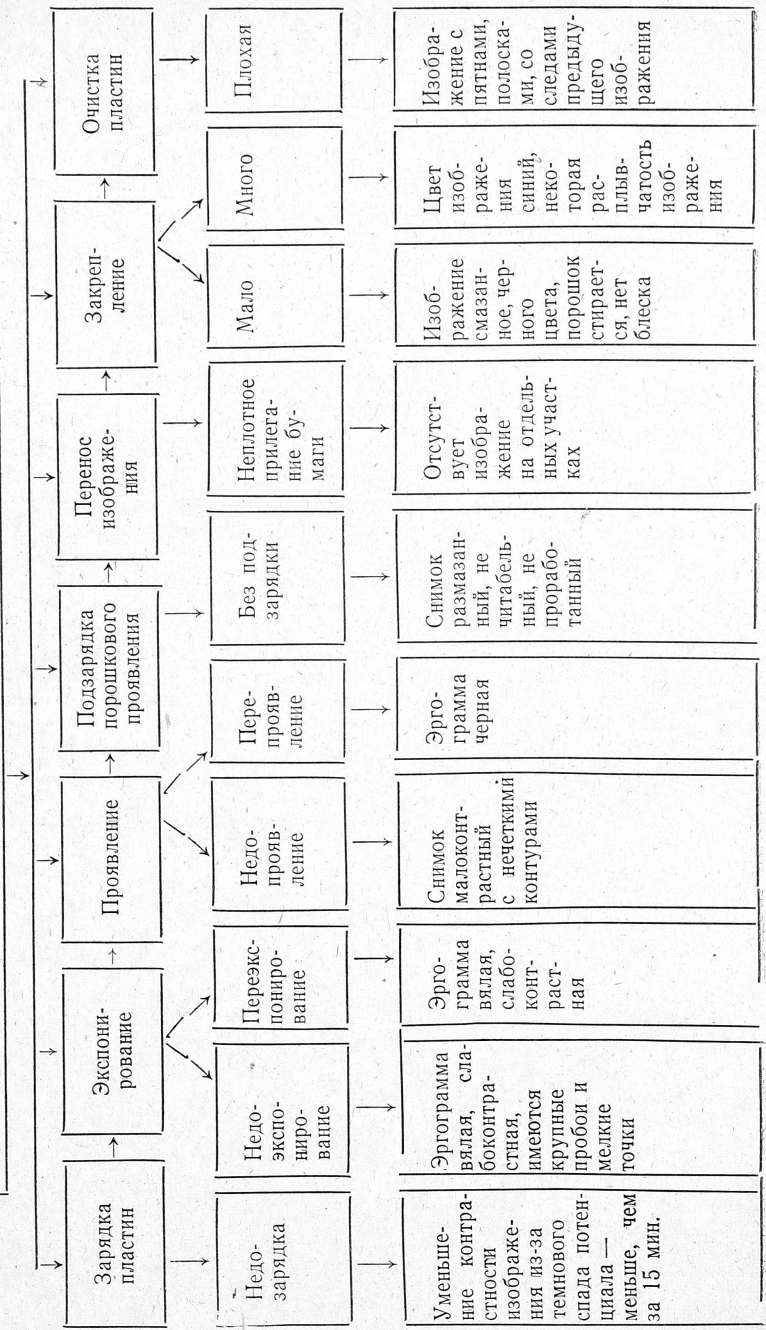 Зарядка
пластин
Экспони-
рование
Проявление
Подзарядка
порошкового
проявления
Перенос
изображе-
ния
Закреп-
ление
Очистка
пластин
Недо-
зарядка
Недо-
экспо-
ниро-
вание
Переэкс-
пониро-
вание
Недо-
прояв-
ление
Пере-
прояв-
ление
Без под-
зарядки
Неплотное
прилега-
ние бу-
маги
Мало
Много
Плохая
Уменьше-
ние контра-
стности
изображе-
ния из-за
темнового
спада потен-
циала —
меньше, чем
за 15 мин.
Эргограмма
вялая, сла-
боконтра-
стная,
имеются
крупные
пробои и
мелкие
точки
Эрго-
грамма
вялая,
слабо-
конт-
раст-
ная
Снимок
малоконт-
растный
с нечеткими
контурами
Эрго-
грамма
черная
Снимок
размазан-
ный, не
читабель-
ный, не
прорабо-
танный
Отсутст-
вует
изобра-
жение
на отдель-
ных участ-
ках
Изоб-
ражение
смазан-
ное, чер-
ного
цвета,
порошок
стирает-
ся, нет
блеска
Цвет
изоб-
раже-
ния
синий,
неко-
торая
рас-
плыв-
чатость
изоб-
раже-
ния
Изобра-
жение с
пятнами,
полоска-
ми, со
следами
предыду-
щего
изоб-
ражения